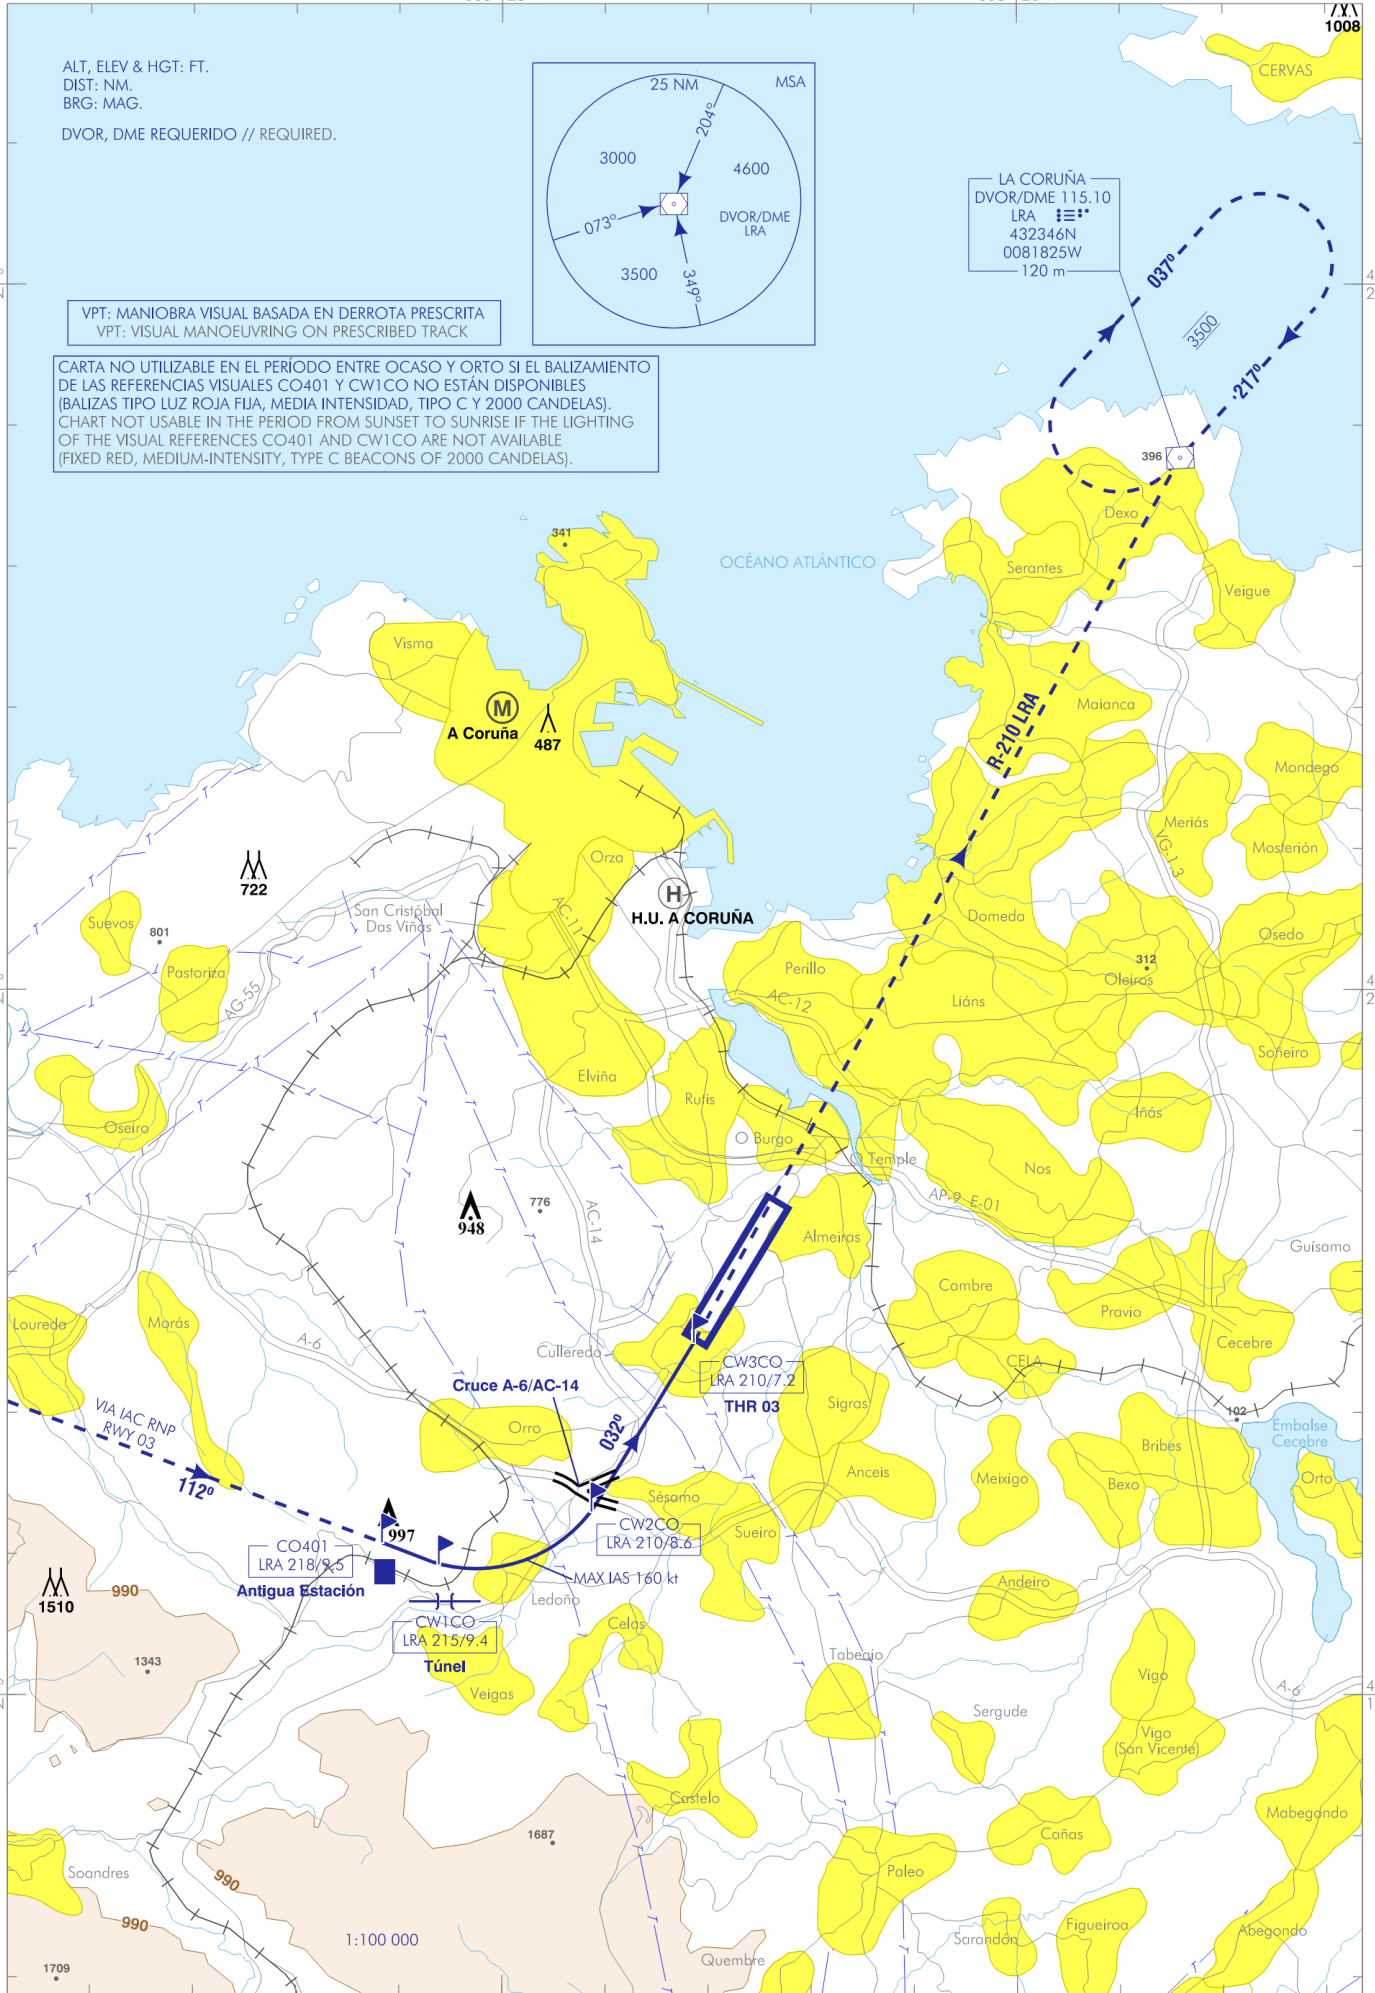 1008
CERVAS
ALT, ELEV & HGT: FT.
DIST: NM.
BRG: MAG.
DVOR, DME REQUERIDO // REQUIRED.
25 NM
MSA
204°
3000
4600
073°
DVOR/DME
LRA
3500
349°
LA CORUÑA
DVOR/DME 115.10
LRA
432346N
0081825W
120 m
037º
3500
217º
VPT: MANIOBRA VISUAL BASADA EN DERROTA PRESCRITA
VPT: VISUAL MANOEUVRING ON PRESCRIBED TRACK
CARTA NO UTILIZABLE EN EL PERÍODO ENTRE OCASO Y ORTO SI EL BALIZAMIENTO
DE LAS REFERENCIAS VISUALES CO401 Y CW1CO NO ESTÁN DISPONIBLES
(BALIZAS TIPO LUZ ROJA FIJA, MEDIA INTENSIDAD, TIPO C Y 2000 CANDELAS).
CHART NOT USABLE IN THE PERIOD FROM SUNSET TO SUNRISE IF THE LIGHTING
OF THE VISUAL REFERENCES CO401 AND CW1CO ARE NOT AVAILABLE
(FIXED RED, MEDIUM-INTENSITY, TYPE C BEACONS OF 2000 CANDELAS).
396
Dexo
341
OCÉANO ATLÁNTICO
Serantes
Veigue
Visma
M
A Coruña
487
Maianca
R-210 LRA
Mondego
Meriás
Mosterión
VG-1.3
Orza
722
H
H.U. A CORUÑA
San Cristóbal
Das Viñas
AC-11
Suevos
801
Pastoriza
AG-55
Domeda
Osedo
312
Oleiros
Perillo
AC-12
Liáns
Soñeiro
Elviña
Rutis
Iñás
Oseiro
O Burgo
O Temple
Nos
AP-9 E-01
948
776
AC-14
Almeiras
Guísamo
Cambre
Pravio
Cecebre
Loureda
Morás
A-6
Culleredo
CELA
CW3CO
LRA 210/7.2
THR 03
Cruce A-6/AC-14
Sigras
102
Embalse
Cecebre
VIA IAC RNP
RWY 03
112º
Orro
032º
Bribes
Anceis
Meixigo
Bexo
Orto
Sésamo
Sueiro
997
CW2CO
LRA 210/8.6
CO401
LRA 218/9.5
Antigua Estación
MAX IAS 160 kt
1510
990
Ledoño
Andeiro
CW1CO
LRA 215/9.4
Túnel
Celas
1343
Tabeaio
Veigas
Vigo
A-6
Sergude
Vigo
(San Vicente)
Castelo
Mabegondo
1687
Cañas
Soandres
990
Paleo
990
Figueiroa
Abegondo
1:100 000
Sarandón
Quembre
1709